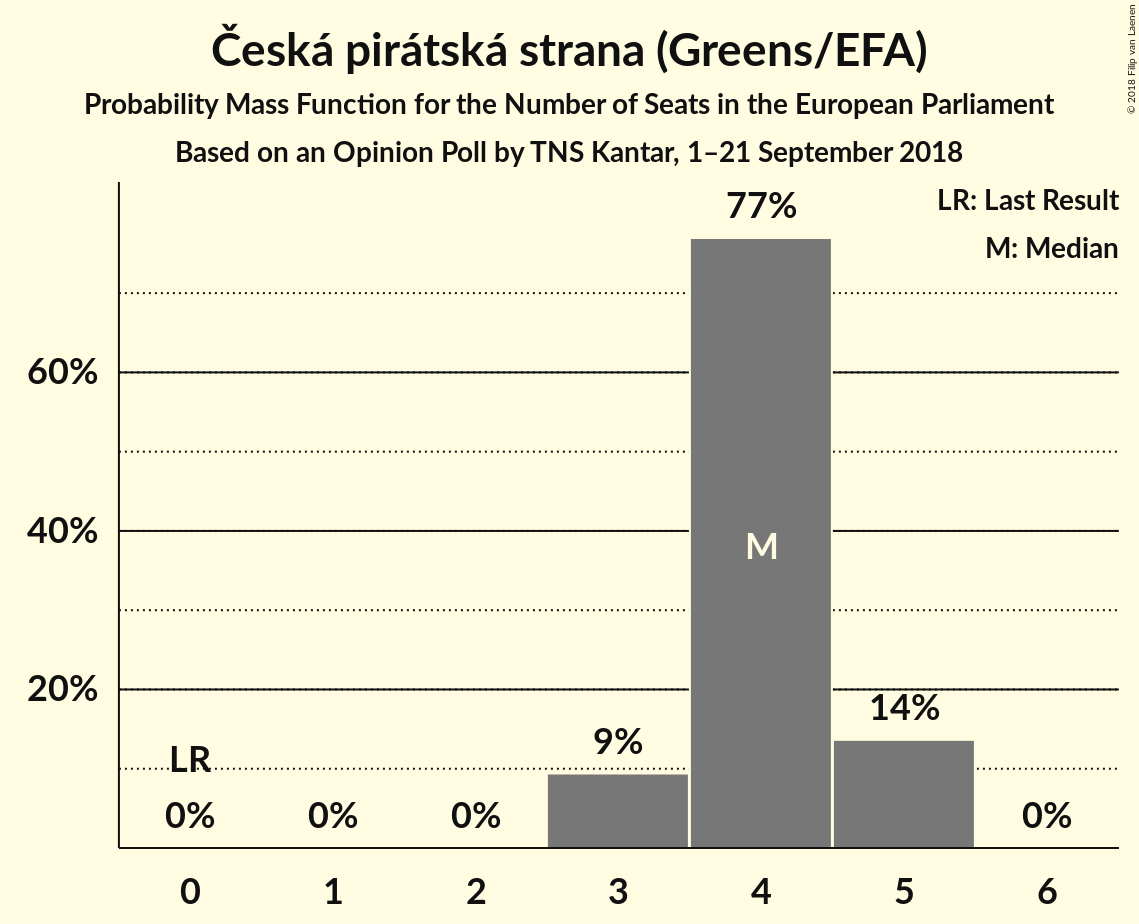 Česká pirátská strana (Greens/EFA)
Probability Mass Function for the Number of Seats in the European Parliament
Based on an Opinion Poll by TNS Kantar, 1–21 September 2018
© 2018 Filip van Laenen
LR: Last Result
M: Median
77%
60%
40%
M
20%
14%
9%
LR
0%
0%
0%
0%
0
1
2
3
4
5
6